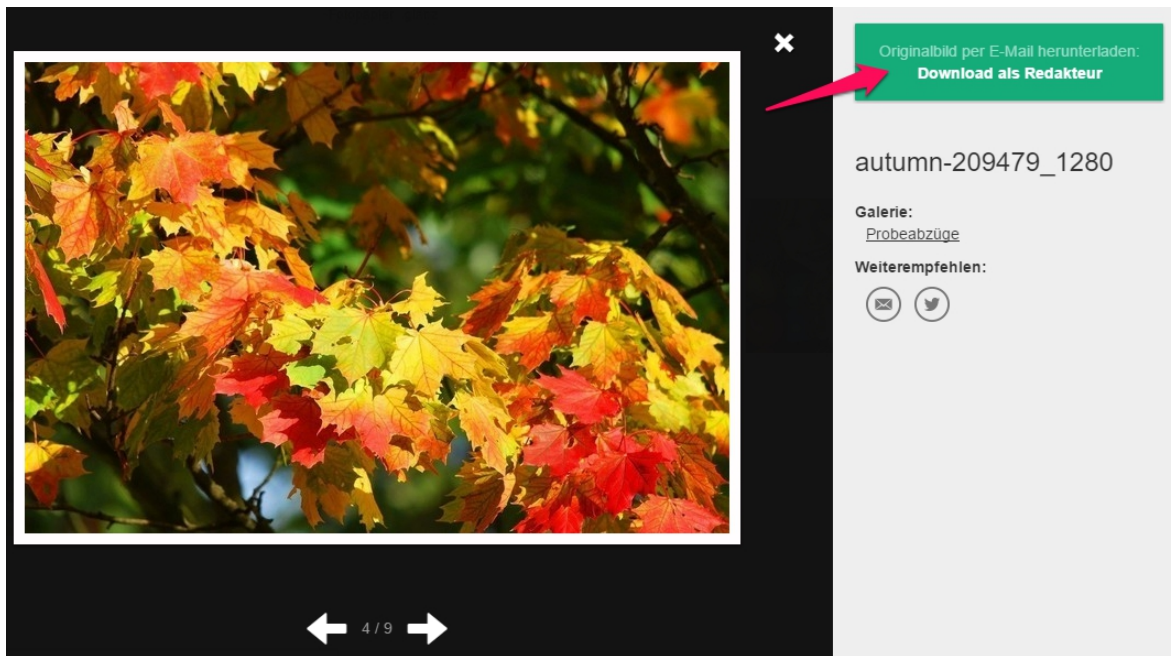 Originalbild per E-Mail herunterladen:
Download als Redakteur
autumn-209479_1280
Galerie:
Probeabzüge
Weiterempfehlen:
4 / 9